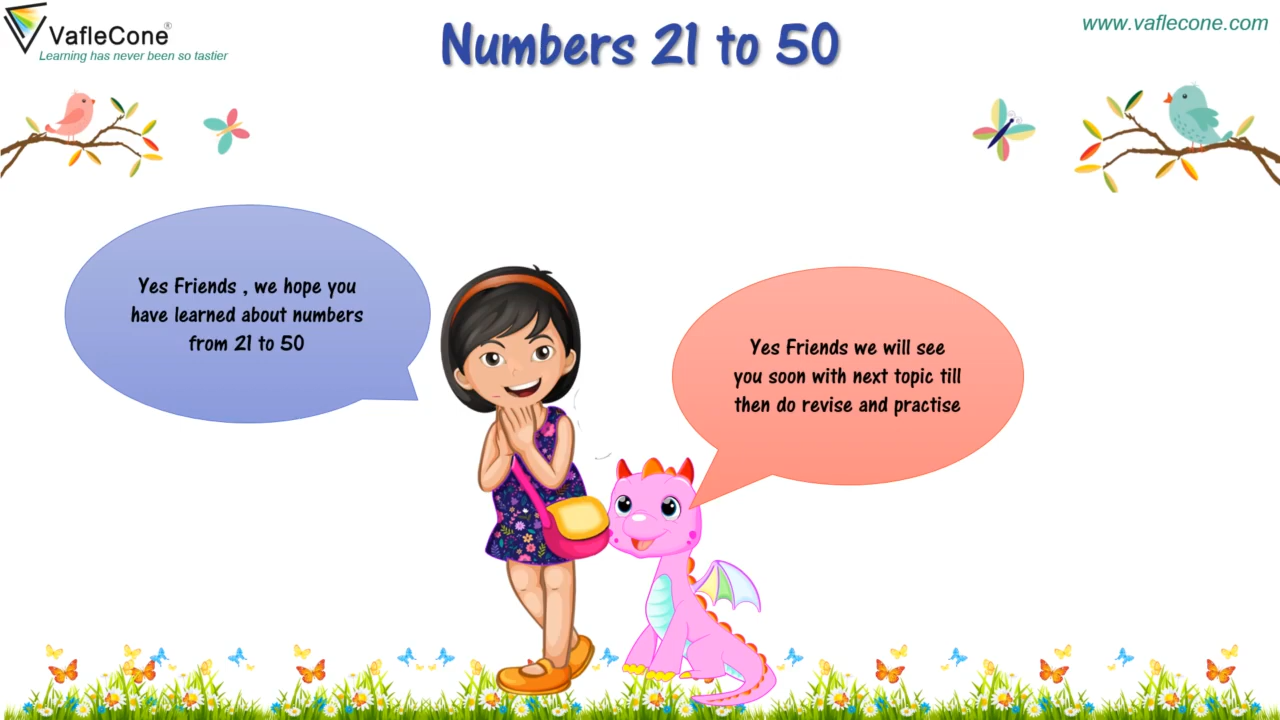 VafleCone®
Learning has never been so tastier
Numbers 21 to 50
www.vaflecone.com
Yes Friends , we hope you
have learned about numbers
from 21 to 50
Yes Friends we will see
you soon with next topic till
then do revise and practise